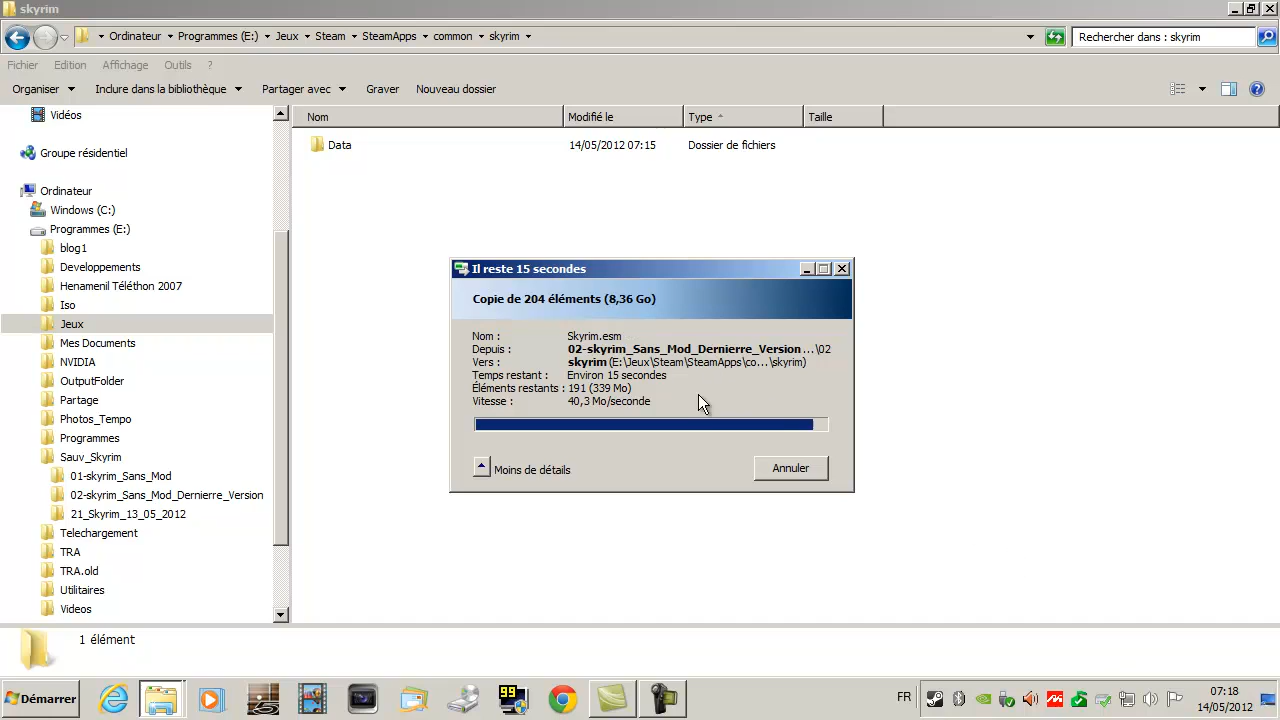 skyrim
Ordinateur Programmes (E:) Jeux Steam SteamApps common skyrim
Rechercher dans : skyrim
Fichier Edition Affichage Outils ?
Organiser Inclure dans la bibliothèque Partager avec Graver Nouveau dossier
Nom Modifié le Type Taille
Data 14/05/2012 07:15 Dossier de fichiers
Vidéos
Groupe résidentiel
Ordinateur
Windows (C:)
Programmes (E:)
blog1
Developpements
Henamenil Téléthon 2007
Iso
Jeux
Mes Documents
NVIDIA
OutputFolder
Partage
Photos_Tempo
Programmes
Sauv_Skyrim
01-skyrim_Sans_Mod
02-skyrim_Sans_Mod_Dernierre_Version
21_Skyrim_13_05_2012
Telechargement
TRA
TRA.old
Utilitaires
Videos
Il reste 15 secondes
Copie de 204 éléments (8,36 Go)
Nom : Skyrim.esm
Depuis : 02-skyrim_Sans_Mod_Dernierre_Version ...\02
Vers : skyrim (E:\Jeux\Steam\SteamApps\co...\skyrim)
Temps restant : Environ 15 secondes
Éléments restants : 191 (339 Mo)
Vitesse : 40,3 Mo/seconde
Moins de détails
Annuler
1 élément
Démarrer
99
FR
07:18
14/05/2012